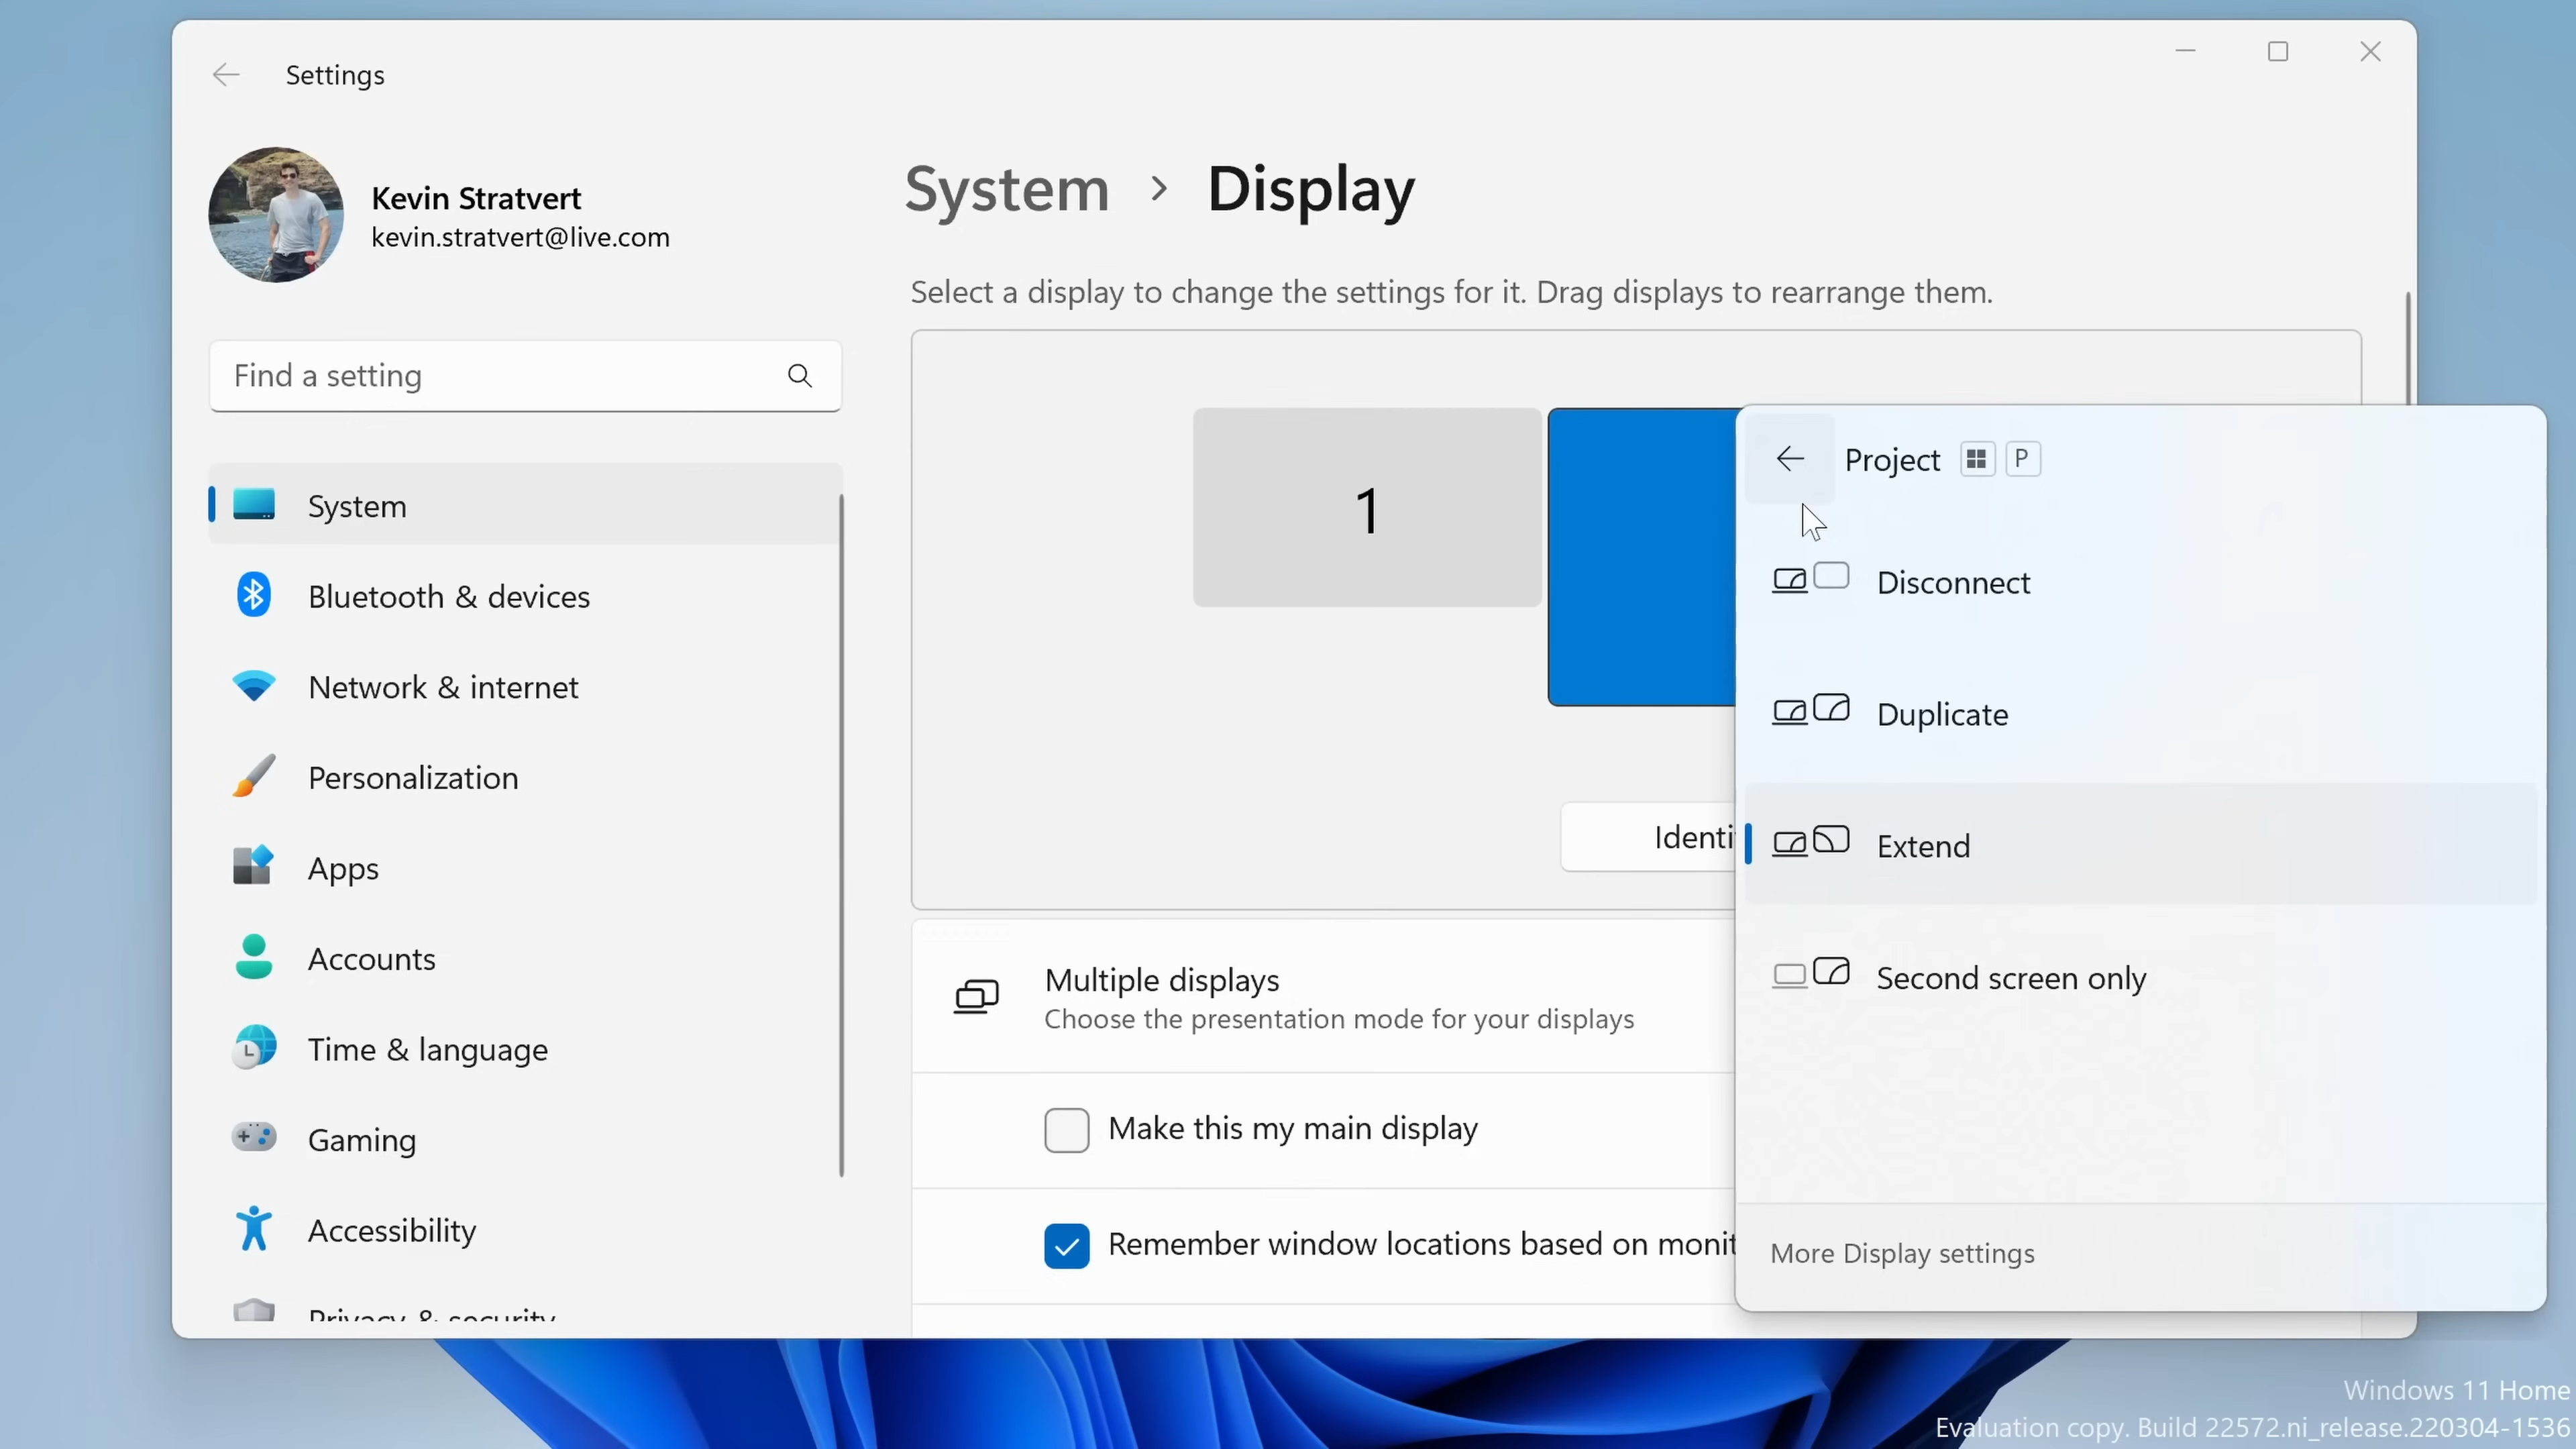 Settings
Kevin Stratvert
kevin.stratvert@live.com
Find a setting
System
Bluetooth & devices
Network & internet
Personalization
Apps
Accounts
Time & language
Gaming
Accessibility
Privacy & security
System > Display
Select a display to change the settings for it. Drag displays to rearrange them.
1
Identi
Multiple displays
Choose the presentation mode for your displays
Make this my main display
Remember window locations based on monit
Project P
Disconnect
Duplicate
Extend
Second screen only
More Display settings
Windows 11 Home
Evaluation copy. Build 22572.ni_release.220304-1536